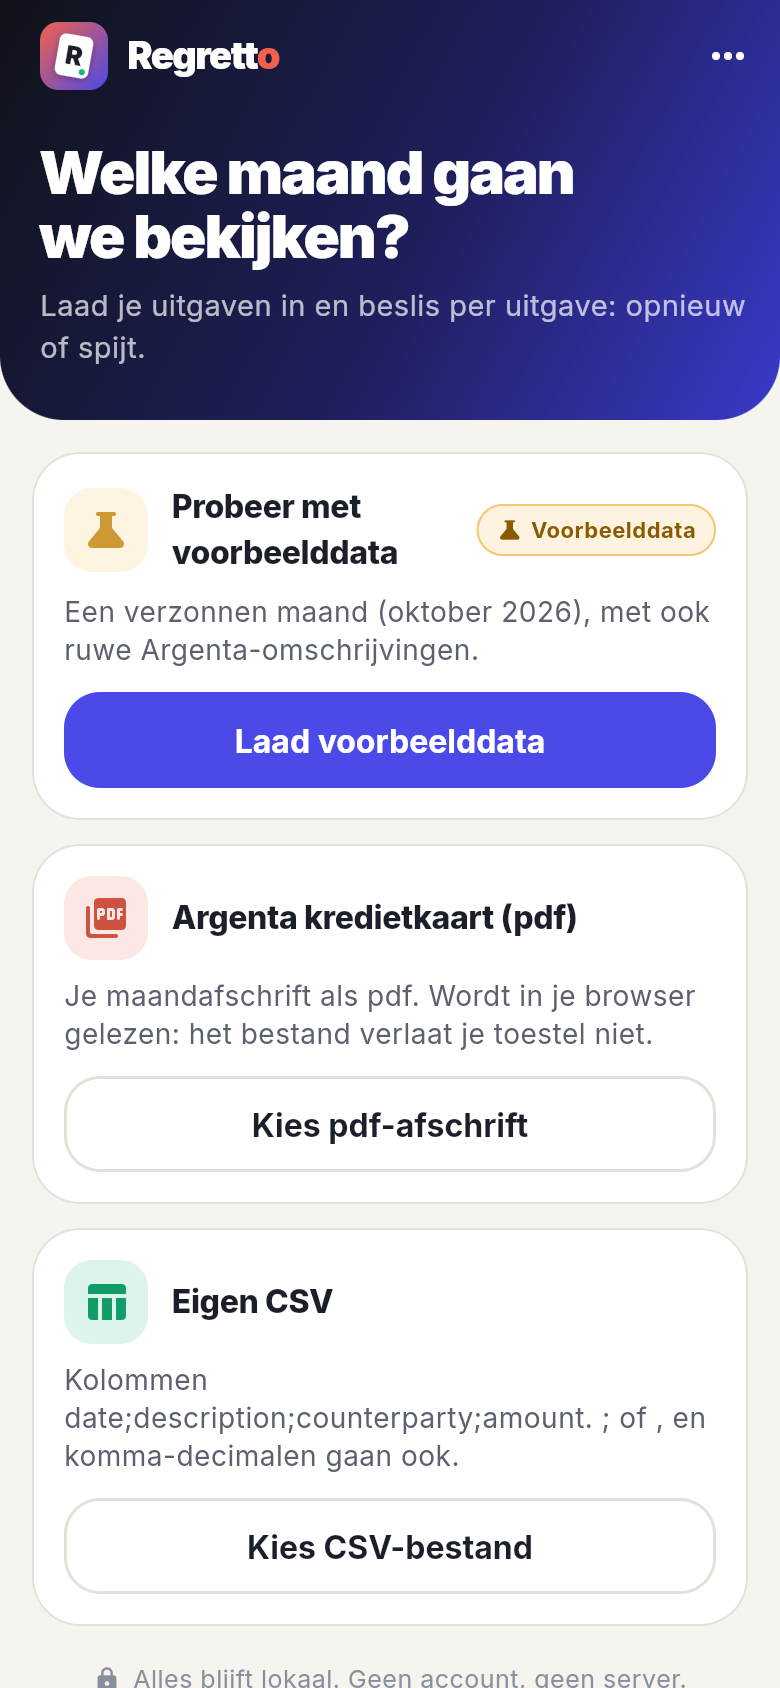 R
Regretto
Welke maand gaan
we bekijken?
Laad je uitgaven in en beslis per uitgave: opnieuw
of spijt.
Probeer met
voorbeelddata
Voorbeelddata
Een verzonnen maand (oktober 2026), met ook
ruwe Argenta-omschrijvingen.
Laad voorbeelddata
PDF
Argenta kredietkaart (pdf)
Je maandafschrift als pdf. Wordt in je browser
gelezen: het bestand verlaat je toestel niet.
Kies pdf-afschrift
Eigen CSV
Kolommen
date;description;counterparty;amount. ; of , en
komma-decimalen gaan ook.
Kies CSV-bestand
Alles blijft lokaal. Geen account, geen server.